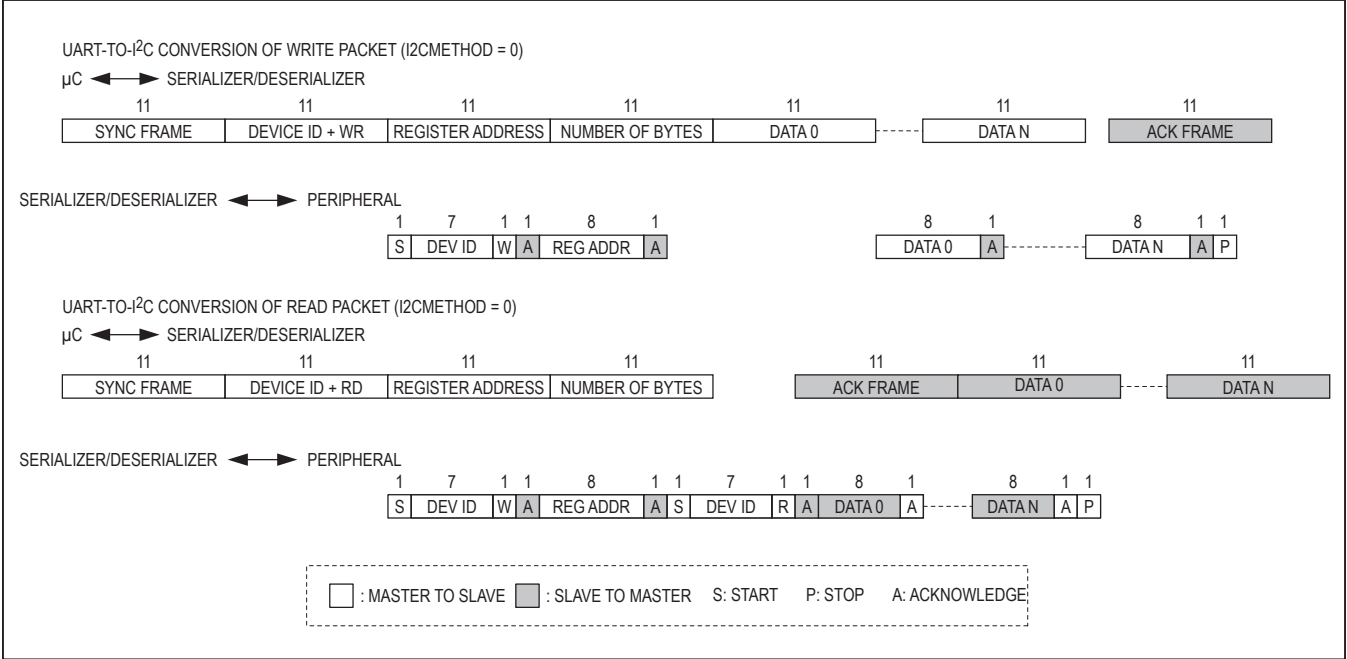 UART-TO-I2C CONVERSION OF WRITE PACKET (I2CMETHOD = 0)
µC SERIALIZER/DESERIALIZER
11 11 11 11 11 11 11
SYNC FRAME DEVICE ID + WR REGISTER ADDRESS NUMBER OF BYTES DATA 0 DATA N ACK FRAME
SERIALIZER/DESERIALIZER PERIPHERAL
1 7 1 1 8 1 8 1 8 1 1
S DEV ID W A REG ADDR A DATA 0 A DATA N A P
UART-TO-I2C CONVERSION OF READ PACKET (I2CMETHOD = 0)
µC SERIALIZER/DESERIALIZER
11 11 11 11 11 11 11
SYNC FRAME DEVICE ID + RD REGISTER ADDRESS NUMBER OF BYTES ACK FRAME DATA 0 DATA N
SERIALIZER/DESERIALIZER PERIPHERAL
1 7 1 1 8 1 1 7 1 1 8 1 8 1 1
S DEV ID W A REG ADDR A S DEV ID R A DATA 0 A DATA N A P
: MASTER TO SLAVE : SLAVE TO MASTER S: START P: STOP A: ACKNOWLEDGE